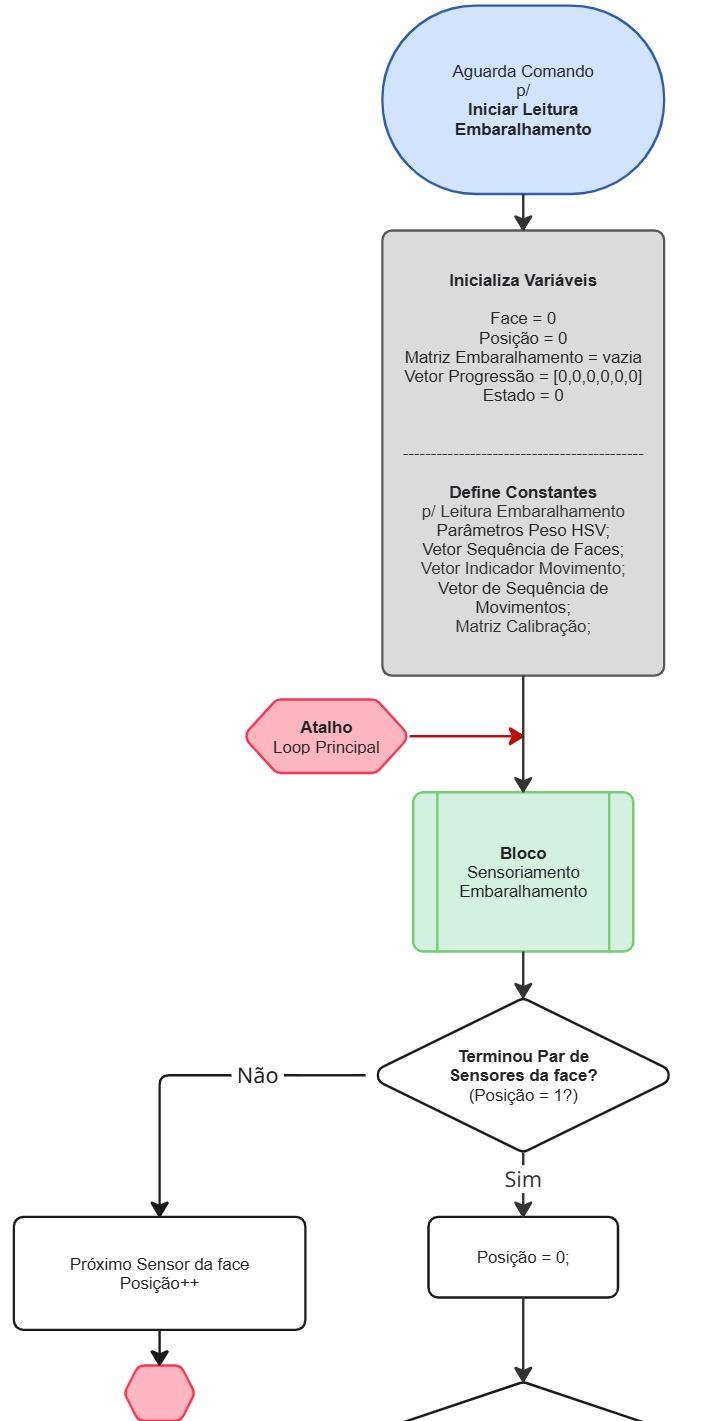 Aguarda Comando
p/
Iniciar Leitura
Embaralhamento
Inicializa Variáveis
Face = 0
Posição = 0
Matriz Embaralhamento = vazia
Vetor Progressão = [0,0,0,0,0,0]
Estado = 0
--------------------------------------------
Define Constantes
p/ Leitura Embaralhamento
Parâmetros Peso HSV;
Vetor Sequência de Faces;
Vetor Indicador Movimento;
Vetor de Sequência de
Movimentos;
Matriz Calibração;
Atalho
Loop Principal
Bloco
Sensoriamento
Embaralhamento
Terminou Par de
Sensores da face?
(Posição = 1?)
Não
Sim
Próximo Sensor da face
Posição++
Posição = 0;